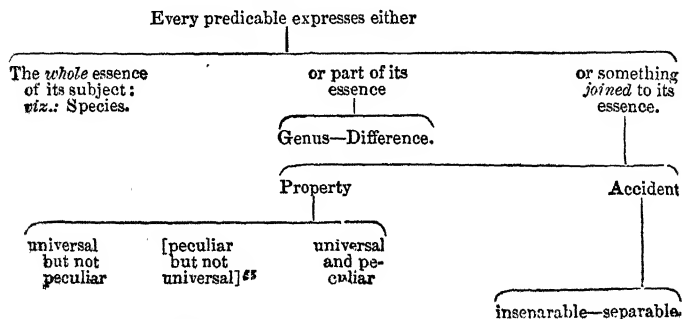 Every predicable expresses either
The whole essence of its subject: viz.: Species.
or part of its essence
or something joined to its essence.
Genus—Difference.
Property
Accident
universal but not peculiar
[peculiar but not universal]
universal and pe-culiar
inseparable—separable.